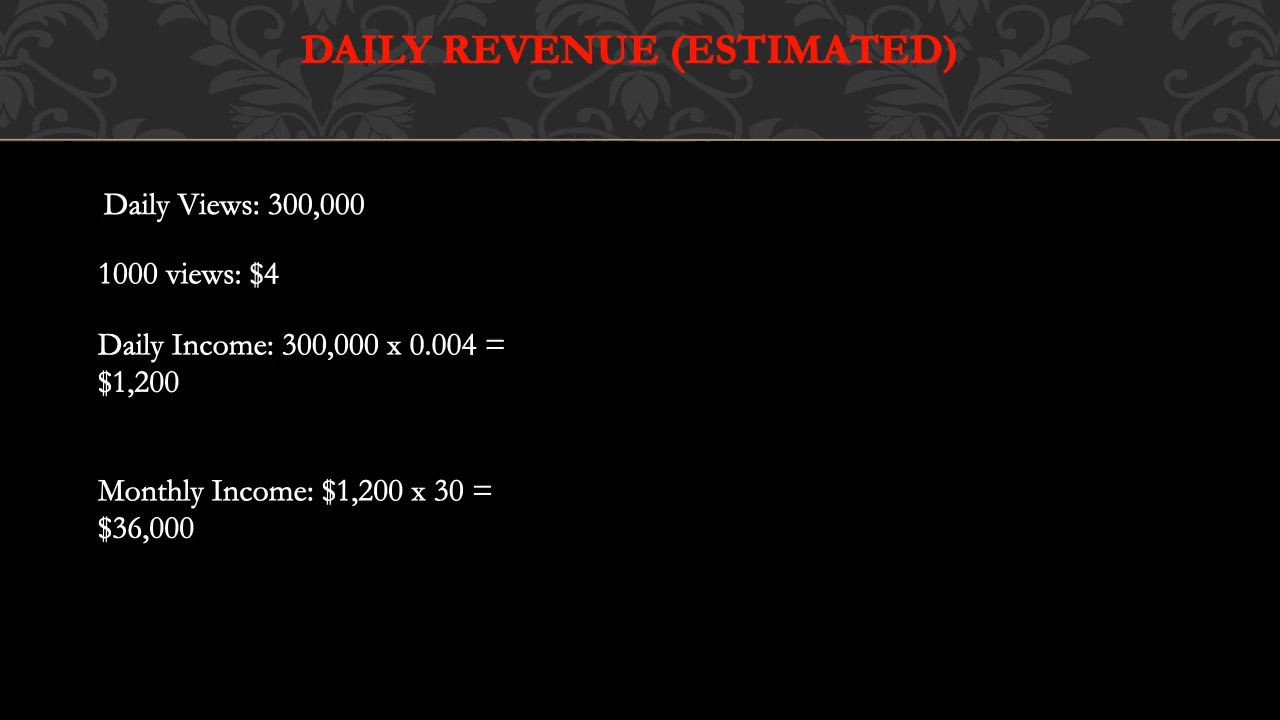 DAILY REVENUE (ESTIMATED)
Daily Views: 300,000
1000 views: $4
Daily Income: 300,000 x 0.004 =
$1,200
Monthly Income: $1,200 x 30 =
$36,000